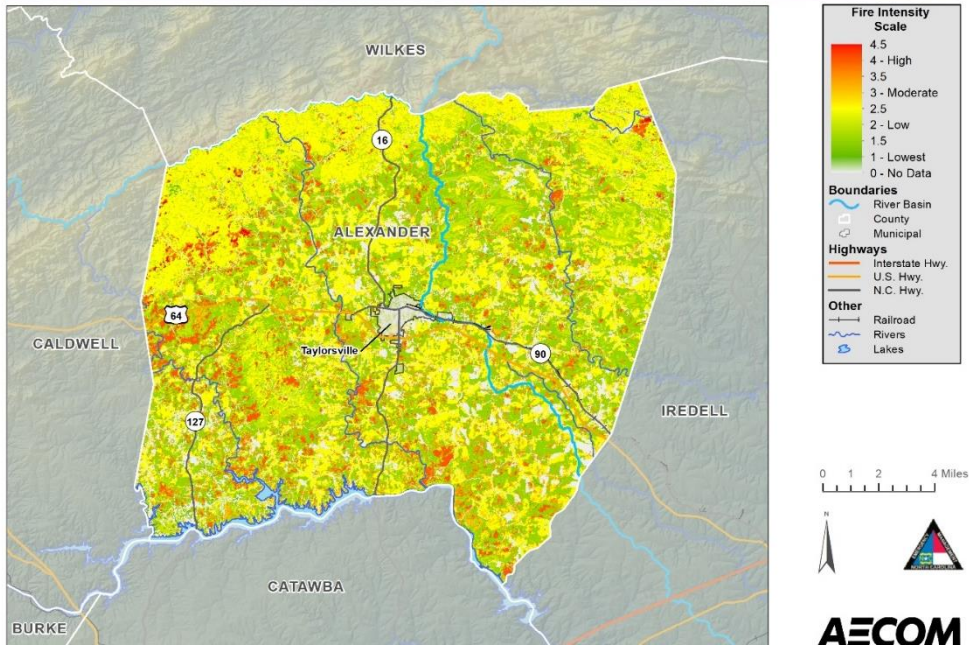 WILKES
16
ALEXANDER
64
CALDWELL
Taylorsville
90
127
IREDELL
CATAWBA
BURKE
Fire Intensity
Scale
4.5
4 - High
3.5
3 - Moderate
2.5
2 - Low
1.5
1 - Lowest
0 - No Data
Boundaries
River Basin
County
Municipal
Highways
Interstate Hwy.
U.S. Hwy.
N.C. Hwy.
Other
Railroad
Rivers
Lakes
0 1 2 4 Miles
N
NORTH CAROLINA
AECOM